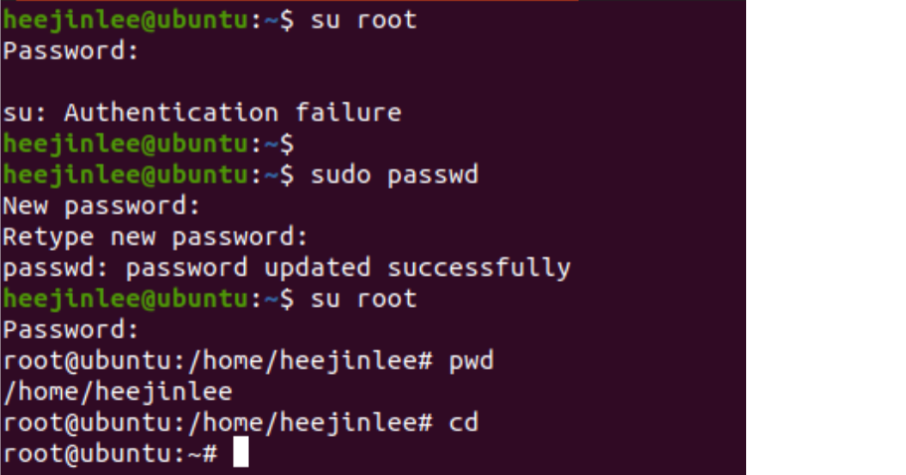 heejinlee@ubuntu:~$ su root
Password:
su: Authentication failure
heejinlee@ubuntu:~$
heejinlee@ubuntu:~$ sudo passwd
New password:
Retype new password:
passwd: password updated successfully
heejinlee@ubuntu:~$ su root
Password:
root@ubuntu:/home/heejinlee# pwd
/home/heejinlee
root@ubuntu:/home/heejinlee# cd
root@ubuntu:~#